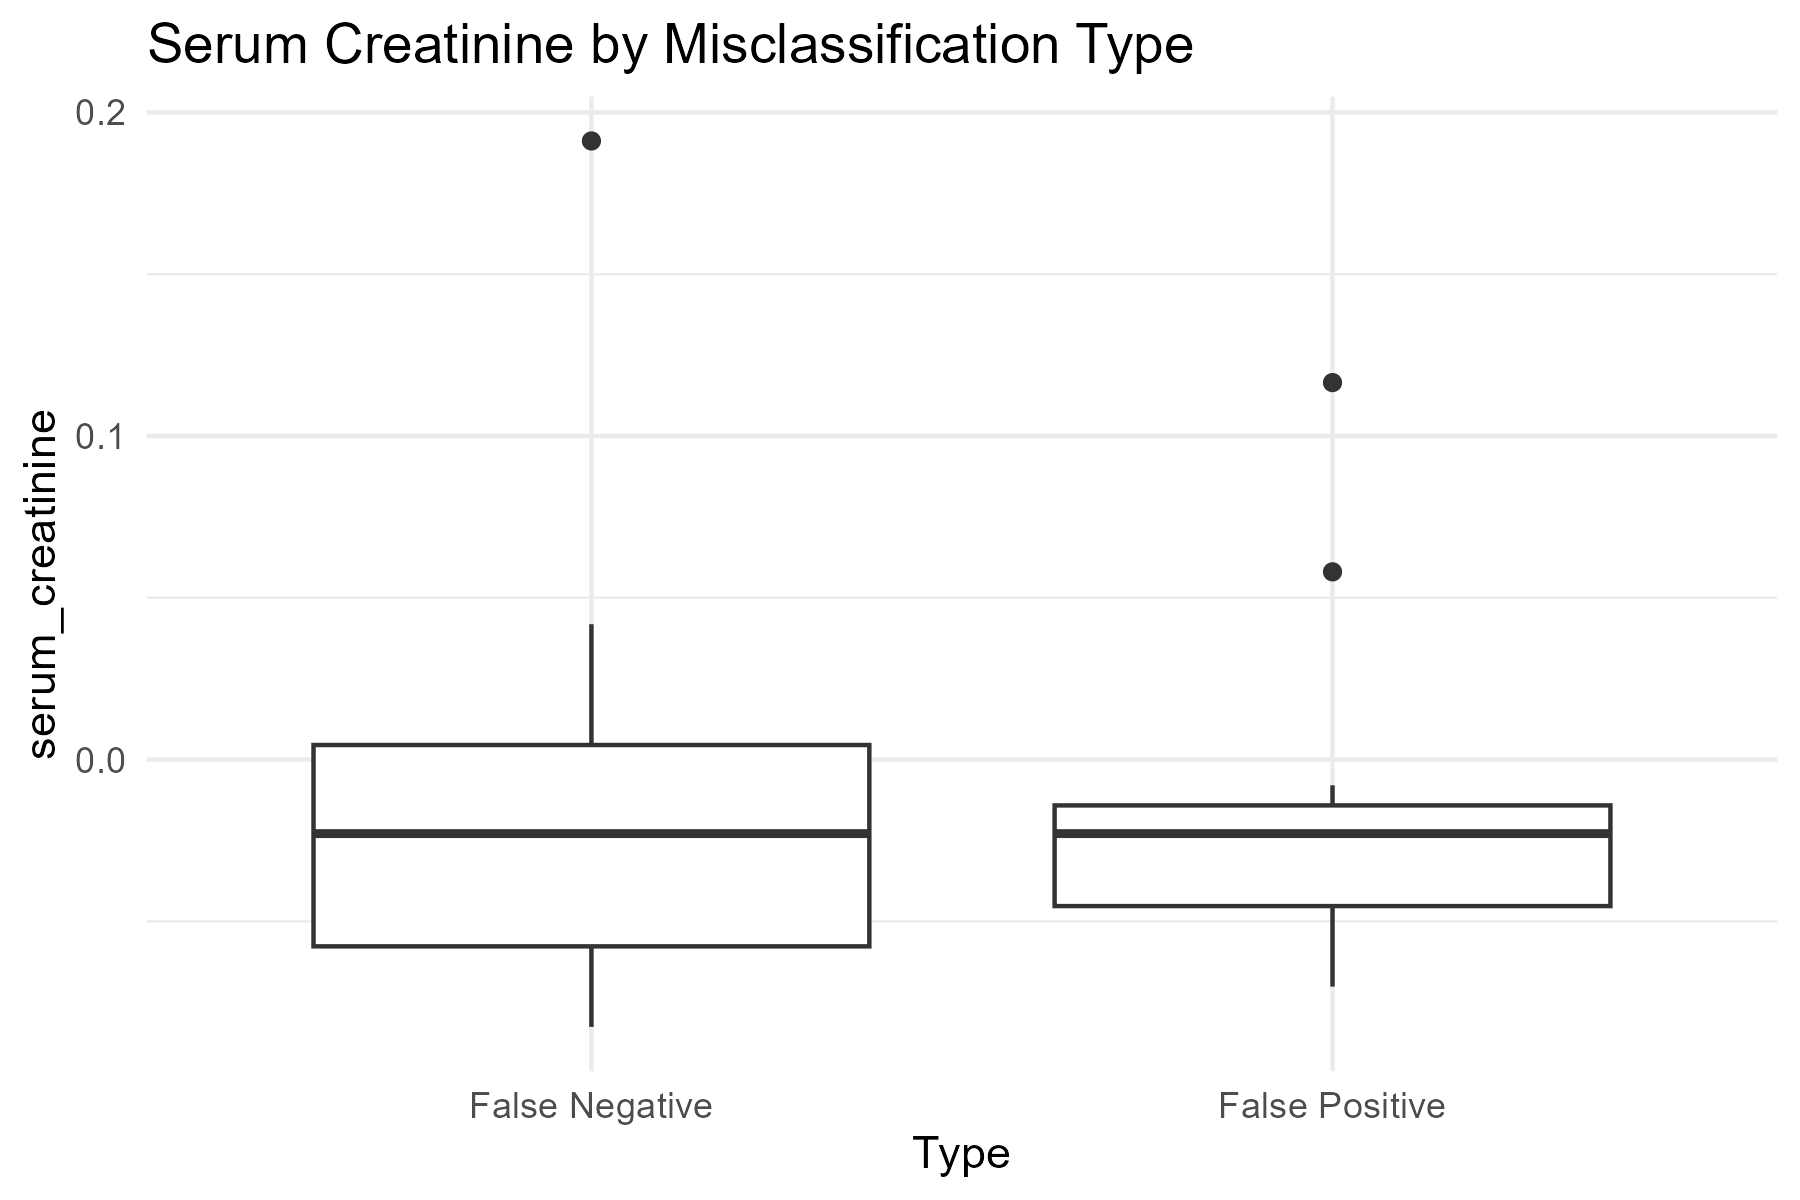 Serum Creatinine by Misclassification Type
0.2
0.1
0.0
serum_creatinine
False Negative
False Positive
Type